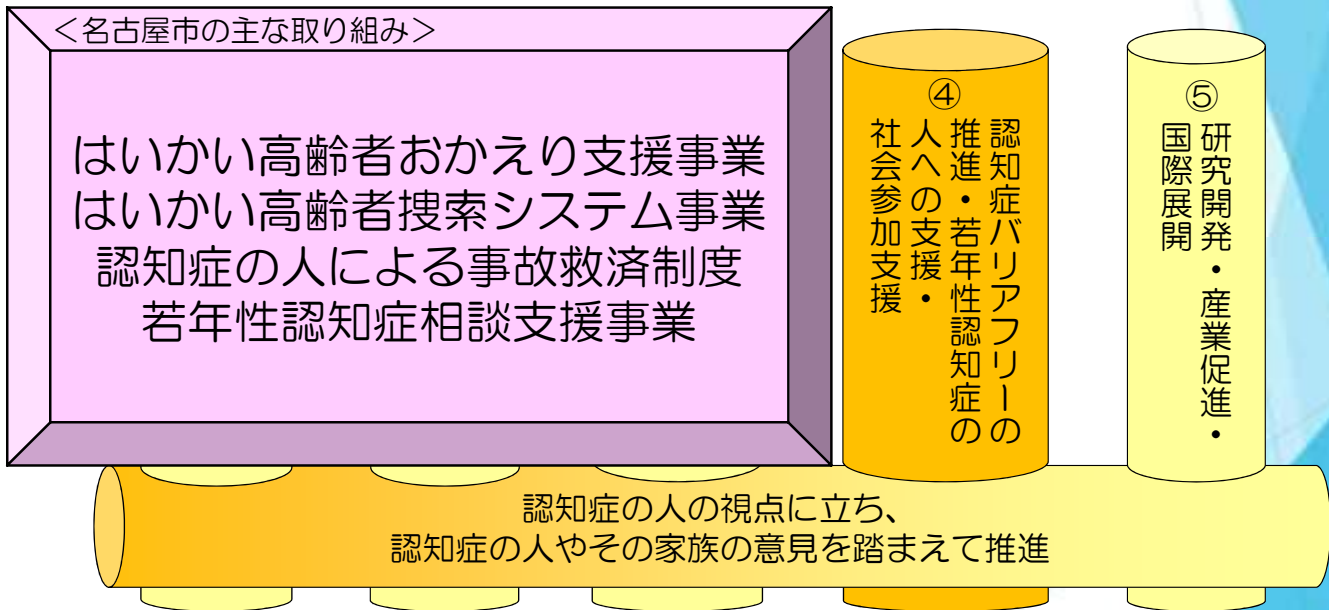 ＜名古屋市の主な取り組み＞
はいかい高齢者おかえり支援事業
はいかい高齢者捜索システム事業
認知症の人による事故救済制度
若年性認知症相談支援事業
④
認知症バリアフリーの
推進・若年性認知症の
人への支援・
社会参加支援
⑤
研究開発・産業促進・
国際展開
認知症の人の視点に立ち、
認知症の人やその家族の意見を踏まえて推進